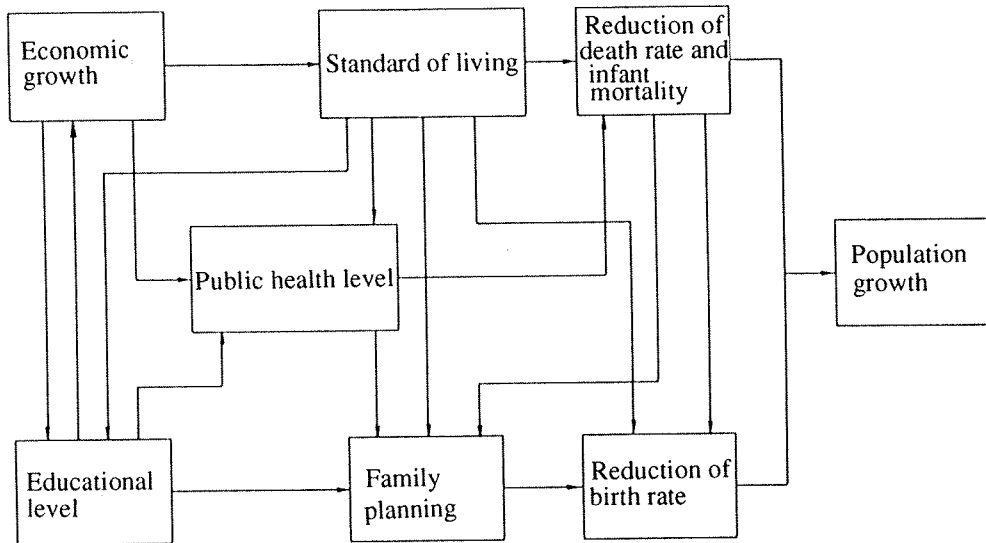 Economic
growth
Standard of living
Reduction of
death rate and
infant
mortality
Public health level
Population
growth
Educational
level
Family
planning
Reduction of
birth rate